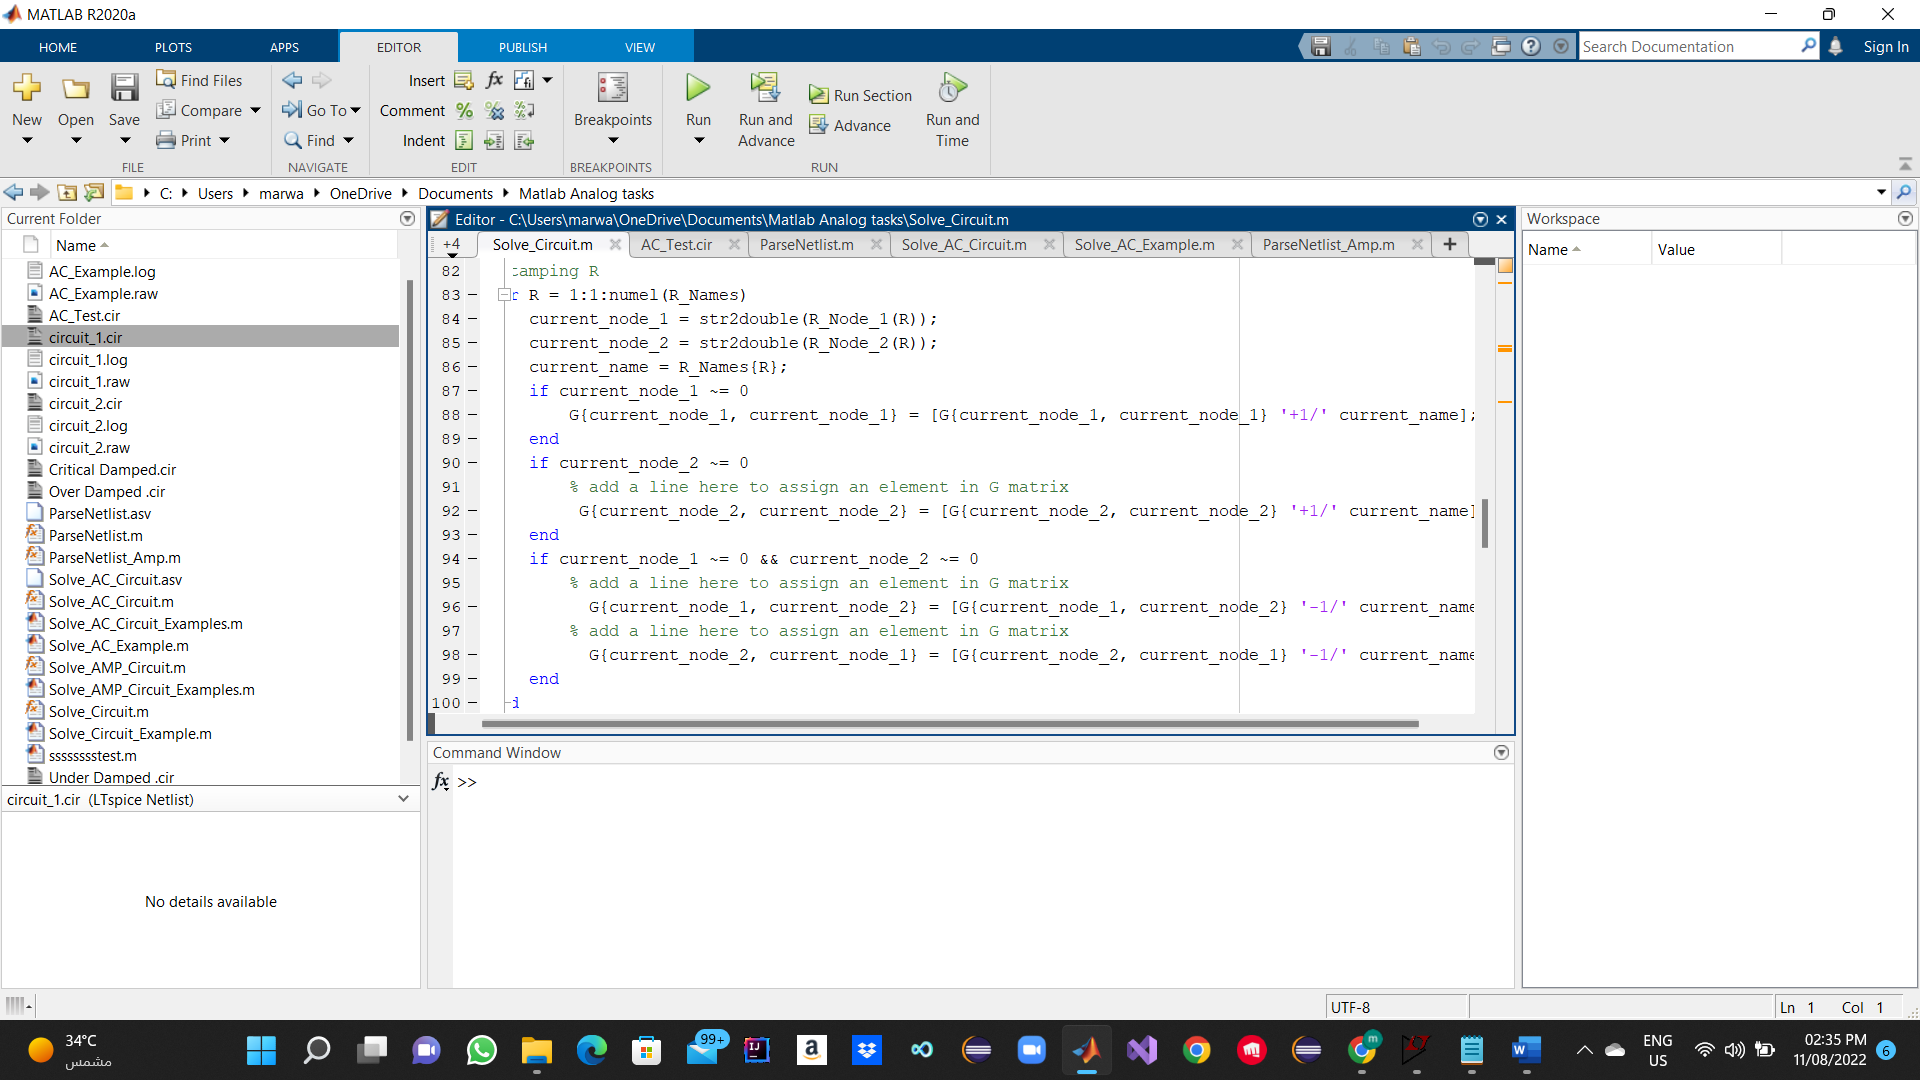 MATLAB R2020a
HOME PLOTS APPS EDITOR PUBLISH VIEW
Search Documentation Sign In
New Open Save Find Files Compare Print
FILE
Go To Find
NAVIGATE
Insert fx
Comment
Indent
EDIT
Breakpoints
BREAKPOINTS
Run Run and Advance Run Section Advance Run and Time
RUN
C: Users marwa OneDrive Documents Matlab Analog tasks
Current Folder
Name
AC_Example.log
AC_Example.raw
AC_Test.cir
circuit_1.cir
circuit_1.log
circuit_1.raw
circuit_2.cir
circuit_2.log
circuit_2.raw
Critical Damped.cir
Over Damped .cir
ParseNetlist.asv
ParseNetlist.m
ParseNetlist_Amp.m
Solve_AC_Circuit.asv
Solve_AC_Circuit.m
Solve_AC_Circuit_Examples.m
Solve_AC_Example.m
Solve_AMP_Circuit.m
Solve_AMP_Circuit_Examples.m
Solve_Circuit.m
Solve_Circuit_Example.m
sssssssstest.m
Under Damped .cir
circuit_1.cir (LTspice Netlist)
No details available
Editor - C:\Users\marwa\OneDrive\Documents\Matlab Analog tasks\Solve_Circuit.m
+4 Solve_Circuit.m AC_Test.cir ParseNetlist.m Solve_AC_Circuit.m Solve_AC_Example.m ParseNetlist_Amp.m
82 tamping R
83 r R = 1:1:numel(R_Names)
84 current_node_1 = str2double(R_Node_1(R));
85 current_node_2 = str2double(R_Node_2(R));
86 current_name = R_Names{R};
87 if current_node_1 ~= 0
88 G{current_node_1, current_node_1} = [G{current_node_1, current_node_1} '+1/' current_name];
89 end
90 if current_node_2 ~= 0
91 % add a line here to assign an element in G matrix
92 G{current_node_2, current_node_2} = [G{current_node_2, current_node_2} '+1/' current_name]
93 end
94 if current_node_1 ~= 0 && current_node_2 ~= 0
95 % add a line here to assign an element in G matrix
96 G{current_node_1, current_node_2} = [G{current_node_1, current_node_2} '-1/' current_name
97 % add a line here to assign an element in G matrix
98 G{current_node_2, current_node_1} = [G{current_node_2, current_node_1} '-1/' current_name
99 end
100 d
Command Window
fx >>
Workspace
Name Value
UTF-8
Ln 1 Col 1
34°C
مشمس
99+
ENG
US
02:35 PM
11/08/2022
6